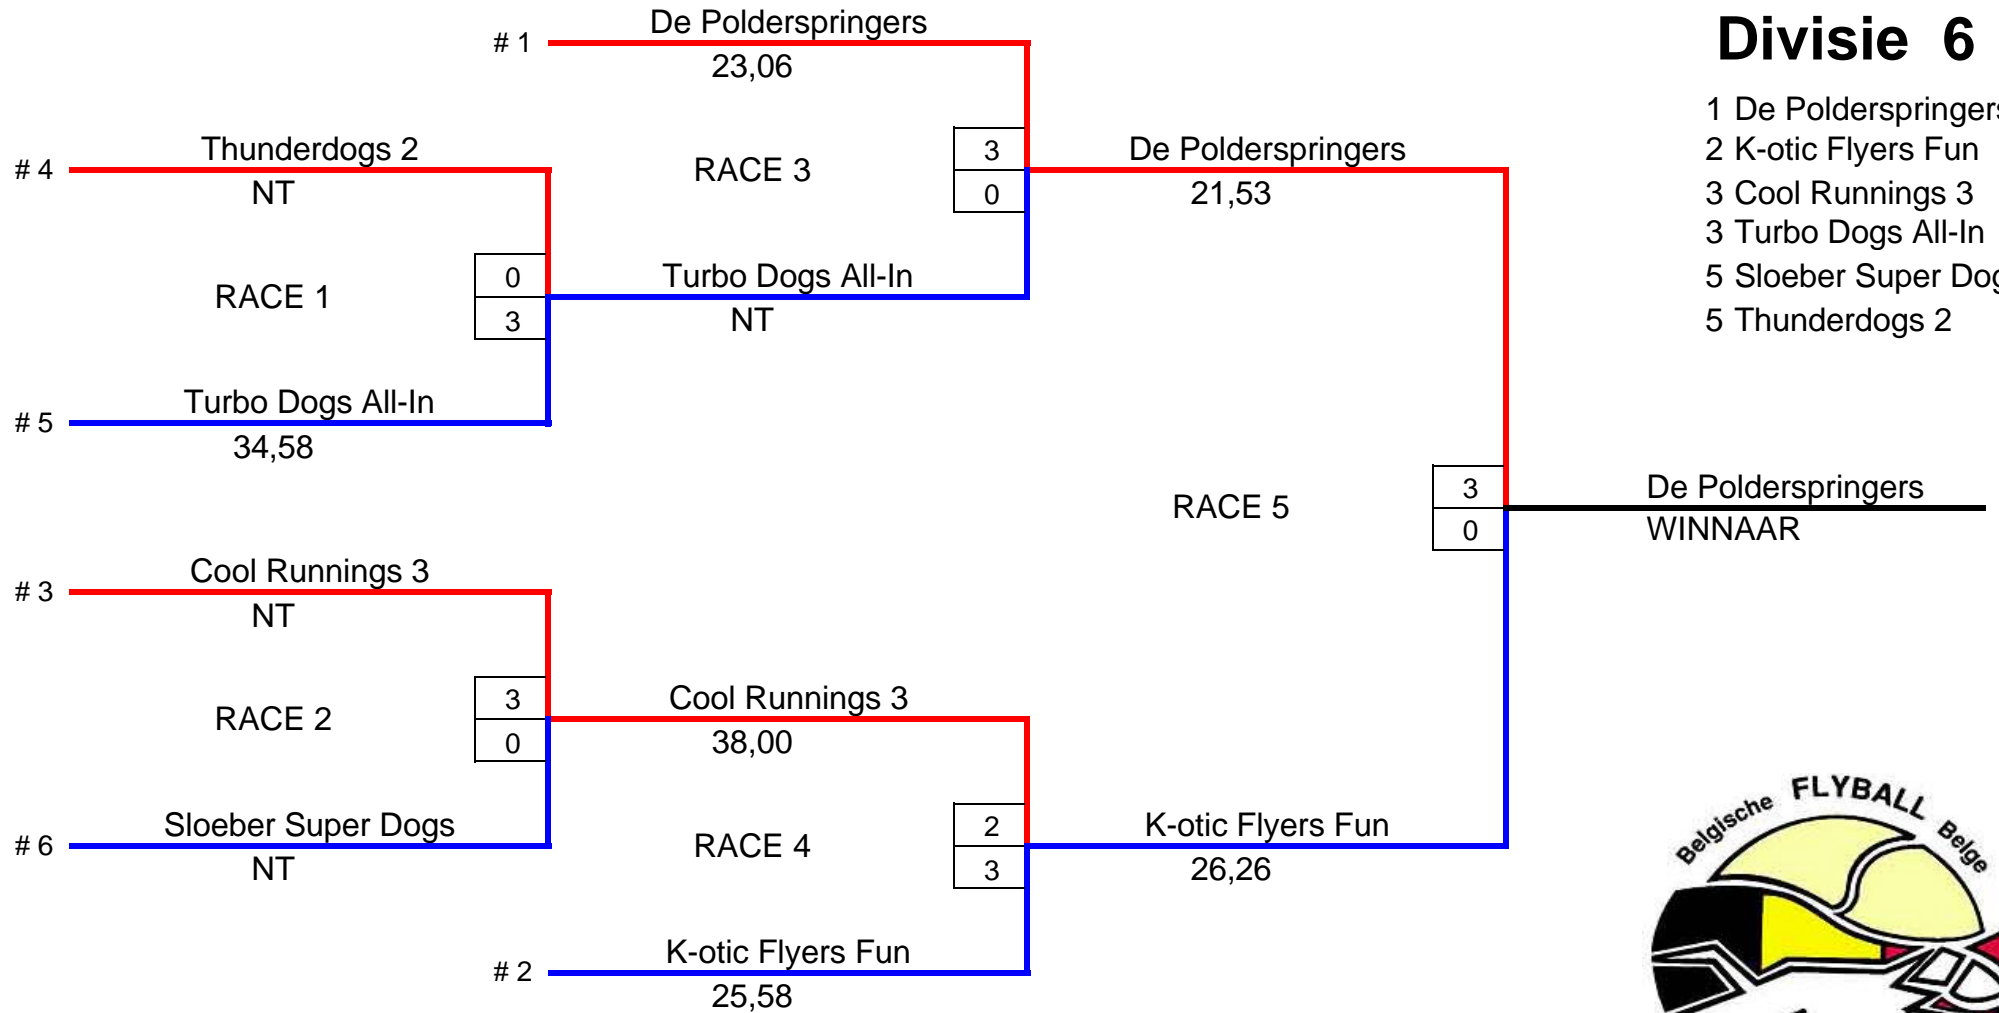 De Polderspringers
# 1
23,06
Divisie 6
1 De Polderspringers
2 K-otic Flyers Fun
3 Cool Runnings 3
3 Turbo Dogs All-In
5 Sloeber Super
5 Thunderdogs 2
Thunderdogs 2
# 4
NT
RACE 3
3
0
De Polderspringers
21,53
RACE 1
0
3
Turbo Dogs All-In
NT
Turbo Dogs All-In
# 5
34,58
RACE 5
3
0
De Polderspringers
WINNAAR
Cool Runnings 3
# 3
NT
RACE 2
3
0
Cool Runnings 3
38,00
Sloeber Super Dogs
# 6
NT
RACE 4
2
3
K-otic Flyers Fun
26,26
K-otic Flyers Fun
# 2
25,58
Belgische FLYBALL Belge